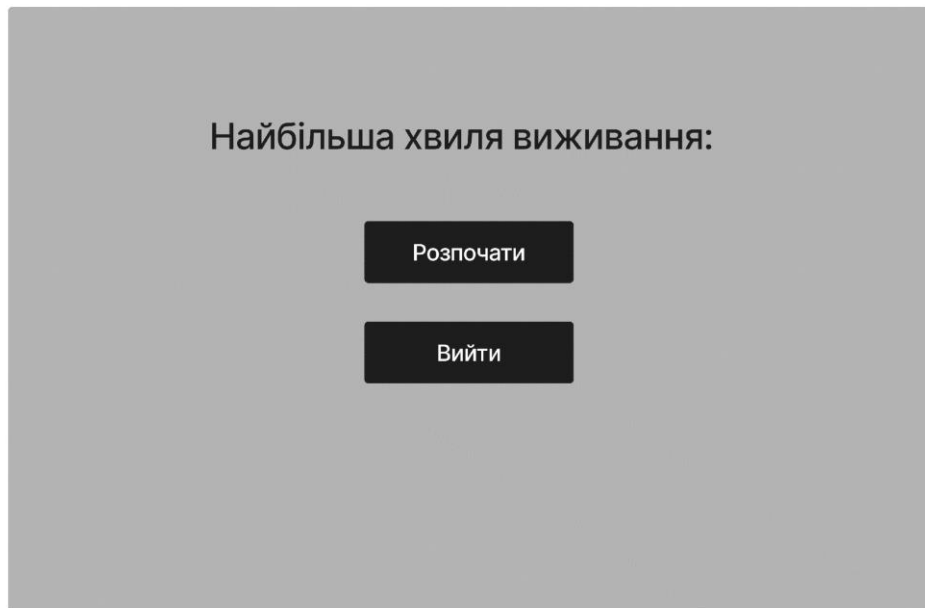 Найбільша хвиля виживання:
Розпочати
Вийти